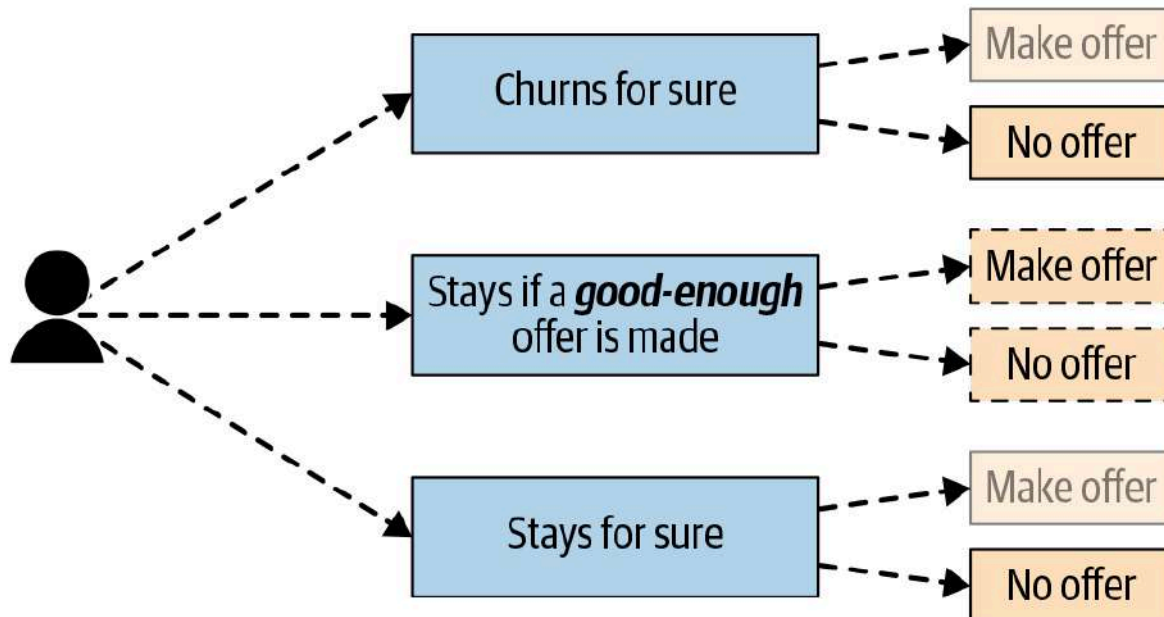 Make offer
Churns for sure
No offer
Make offer
Stays if a good-enough
offer is made
No offer
Make offer
Stays for sure
No offer